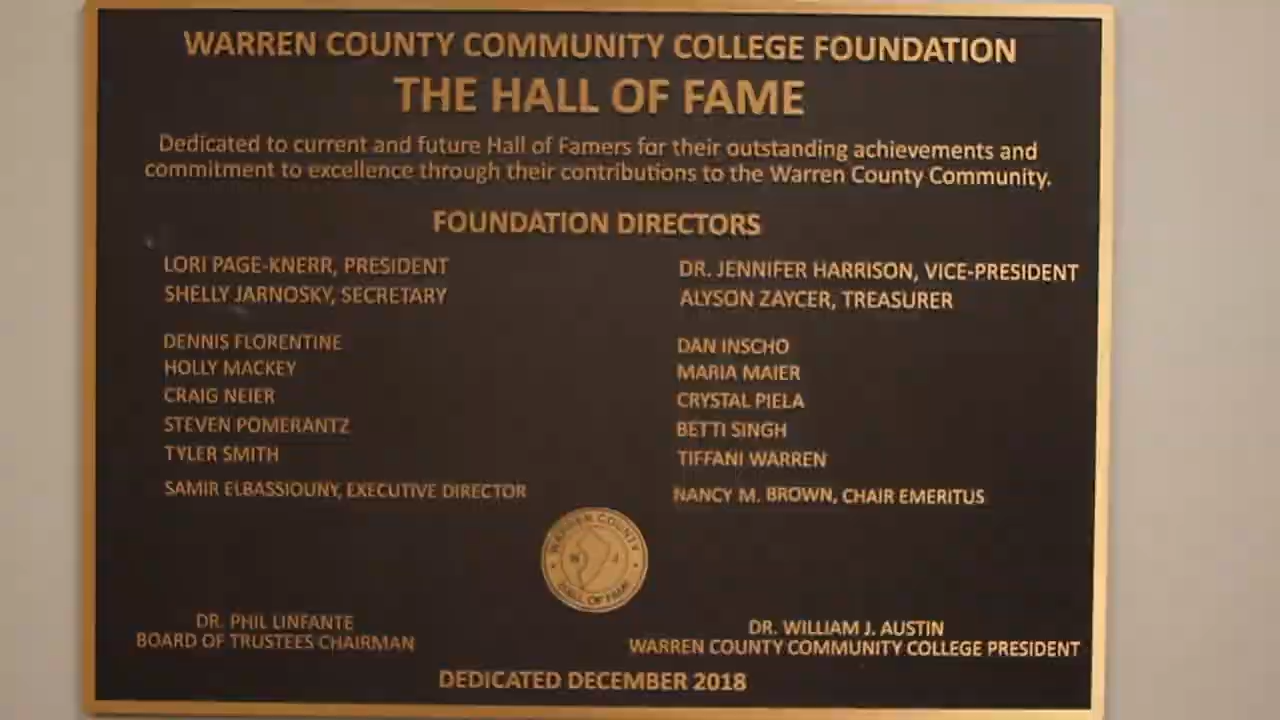 WARREN COUNTY COMMUNITY COLLEGE FOUNDATION
THE HALL OF FAME
Dedicated to current and future Hall of Famers for their outstanding achievements and
commitment to excellence through their contributions to the Warren County Community.
FOUNDATION DIRECTORS
LORI PAGE-KNERR, PRESIDENT
DR. JENNIFER HARRISON, VICE-PRESIDENT
SHELLY JARNOSKY, SECRETARY
ALYSON ZAYCER, TREASURER
DENNIS FLORENTINE
DAN INSCHO
HOLLY MACKEY
MARIA MAIER
CRAIG NEIER
CRYSTAL PIELA
STEVEN POMERANTZ
BETTI SINGH
TYLER SMITH
TIFFANI WARREN
SAMIR ELBASSIOUNY, EXECUTIVE DIRECTOR
NANCY M. BROWN, CHAIR EMERITUS
WARREN COUNTY
N J
HALL OF FAME
DR. PHIL LINFANTE
BOARD OF TRUSTEES CHAIRMAN
DR. WILLIAM J. AUSTIN
WARREN COUNTY COMMUNITY COLLEGE PRESIDENT
DEDICATED DECEMBER 2018